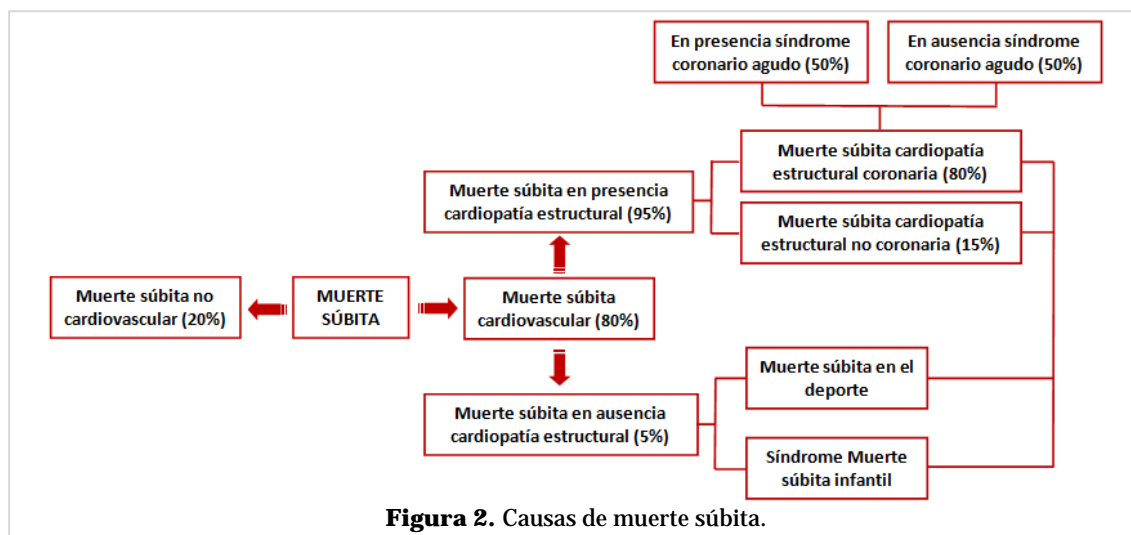 En presencia síndrome
coronario agudo (50%)
En ausencia síndrome
coronario agudo (50%)
Muerte súbita cardiopatía
estructural coronaria (80%)
Muerte súbita en presencia
cardiopatía estructural (95%)
Muerte súbita cardiopatía
estructural no coronaria (15%)
Muerte súbita no
cardiovascular (20%)
MUERTE
SÚBITA
Muerte súbita
cardiovascular (80%)
Muerte súbita en el
deporte
Muerte súbita en ausencia
cardiopatía estructural (5%)
Síndrome Muerte
súbita infantil
Figura 2. Causas de muerte súbita.